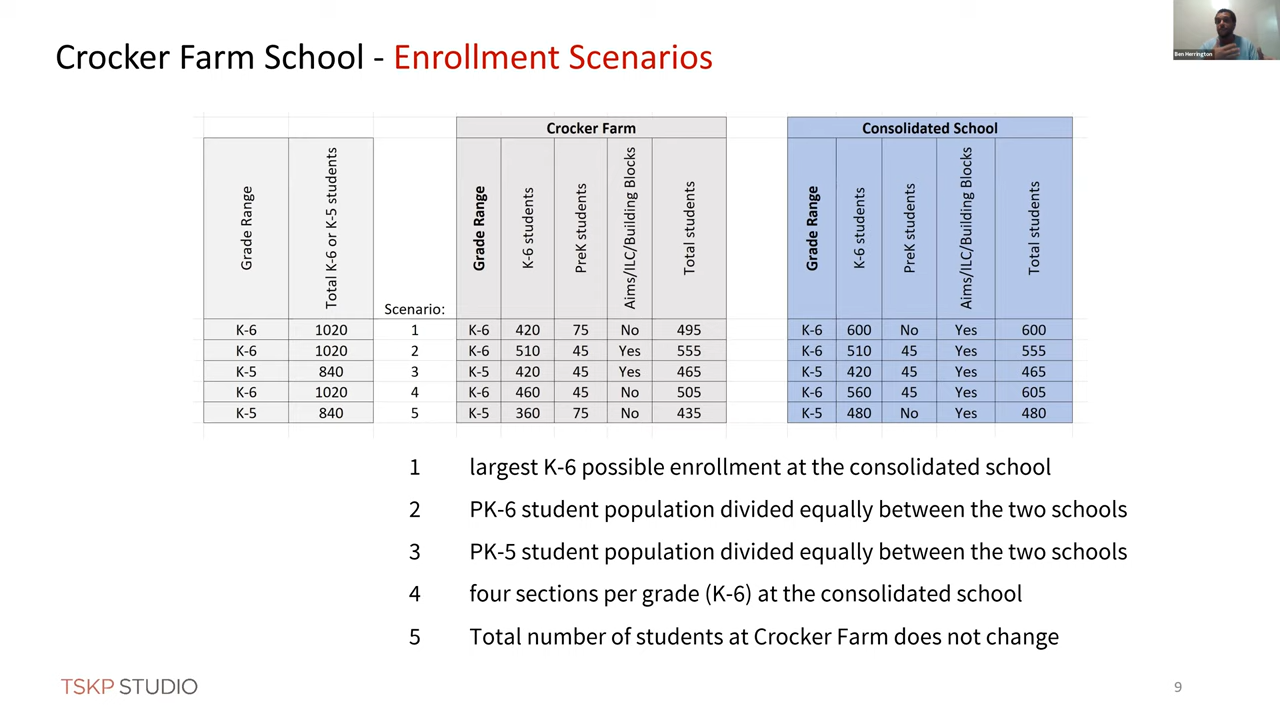 Crocker Farm School - Enrollment Scenarios
Ben Herrington
Crocker Farm
Consolidated School
Grade Range
Total K-6 or K-5 students
Scenario:
Grade Range
K-6 students
PreK students
Aims/ILC/Building Blocks
Total students
Grade Range
K-6 students
PreK students
Aims/ILC/Building Blocks
Total students
K-6 1020 1 K-6 420 75 No 495 K-6 600 No Yes 600
K-6 1020 2 K-6 510 45 Yes 555 K-6 510 45 Yes 555
K-5 840 3 K-5 420 45 Yes 465 K-5 420 45 Yes 465
K-6 1020 4 K-6 460 45 No 505 K-6 560 45 Yes 605
K-5 840 5 K-5 360 75 No 435 K-5 480 No Yes 480
1 largest K-6 possible enrollment at the consolidated school
2 PK-6 student population divided equally between the two schools
3 PK-5 student population divided equally between the two schools
4 four sections per grade (K-6) at the consolidated school
5 Total number of students at Crocker Farm does not change
TSKP STUDIO
9